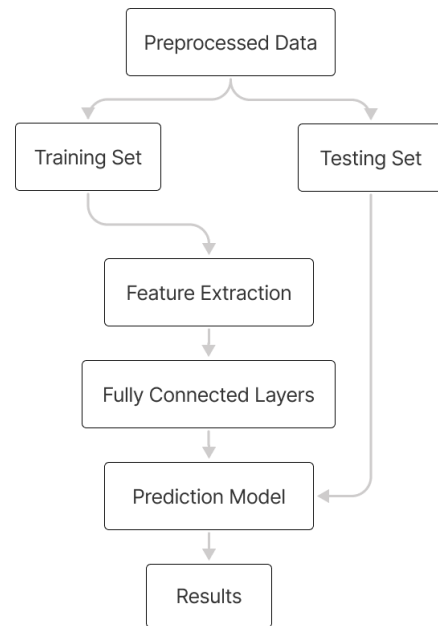 Preprocessed Data
Training Set
Testing Set
Feature Extraction
Fully Connected Layers
Prediction Model
Results